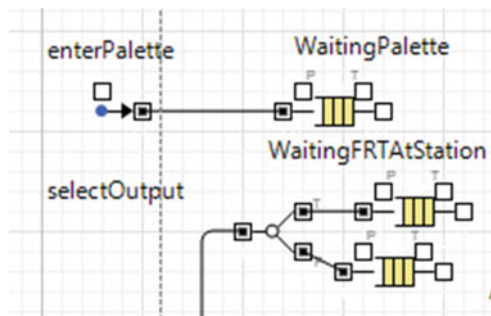 enterPalette
WaitingPalette
P T
WaitingFRTAtStation
selectOutput
P T
T
P T
F